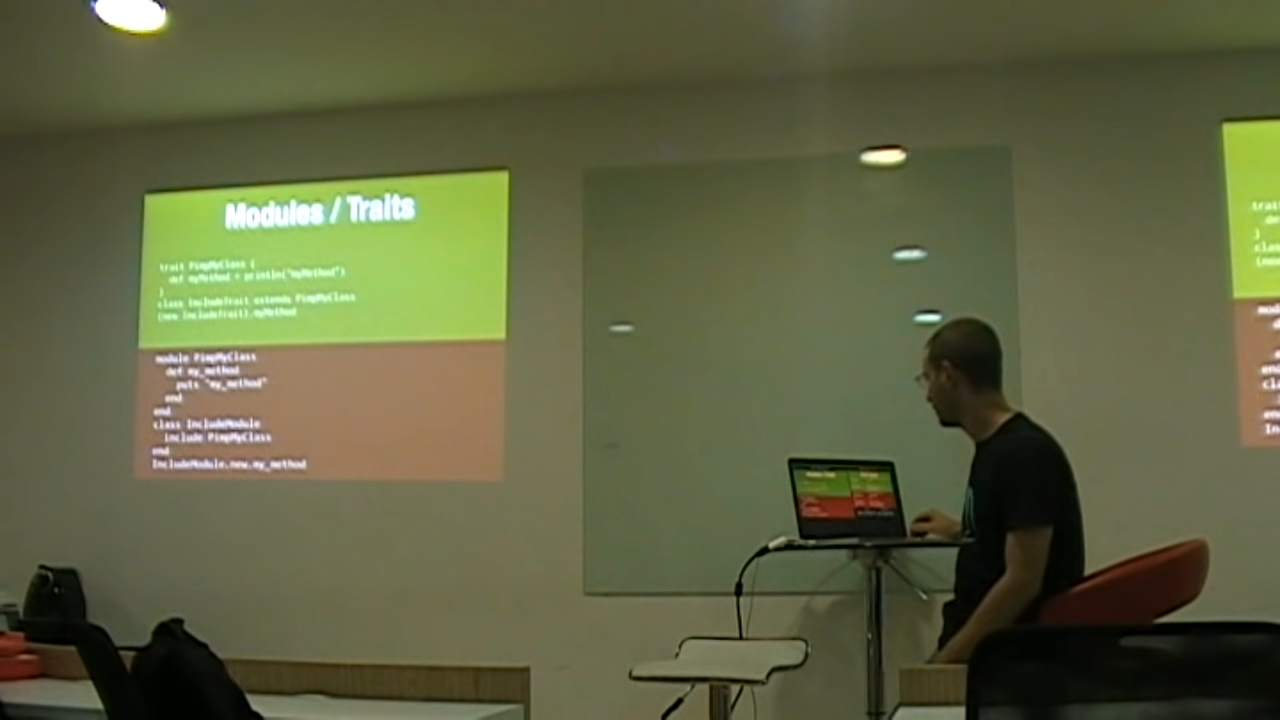 Modules / Traits
trait PimpMyClass {
def myMethod = println("myMethod")
}
class IncludeTrait extends PimpMyClass
(new IncludeTrait).myMethod
module PimpMyClass
def my_method
puts "my_method"
end
end
class IncludeModule
include PimpMyClass
end
IncludeModule.new.my_method